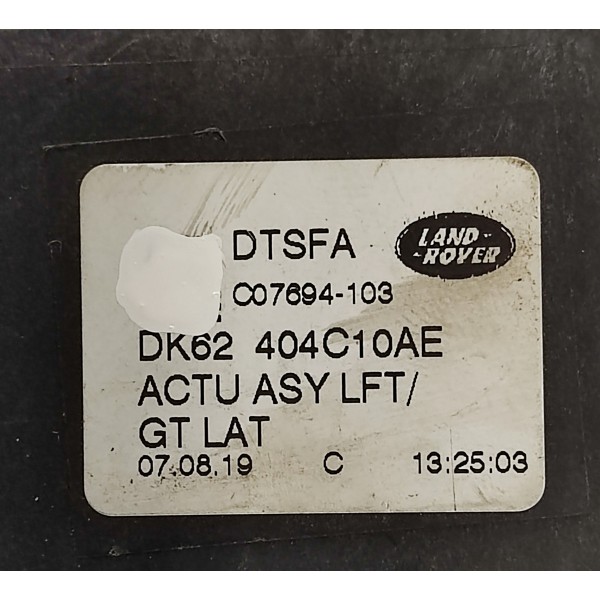 DTSFA
LAND-
-ROVER
C07694-103
DK62 404C10AE
ACTU ASY LFT/
GT LAT
07.08.19 C 13:25:03